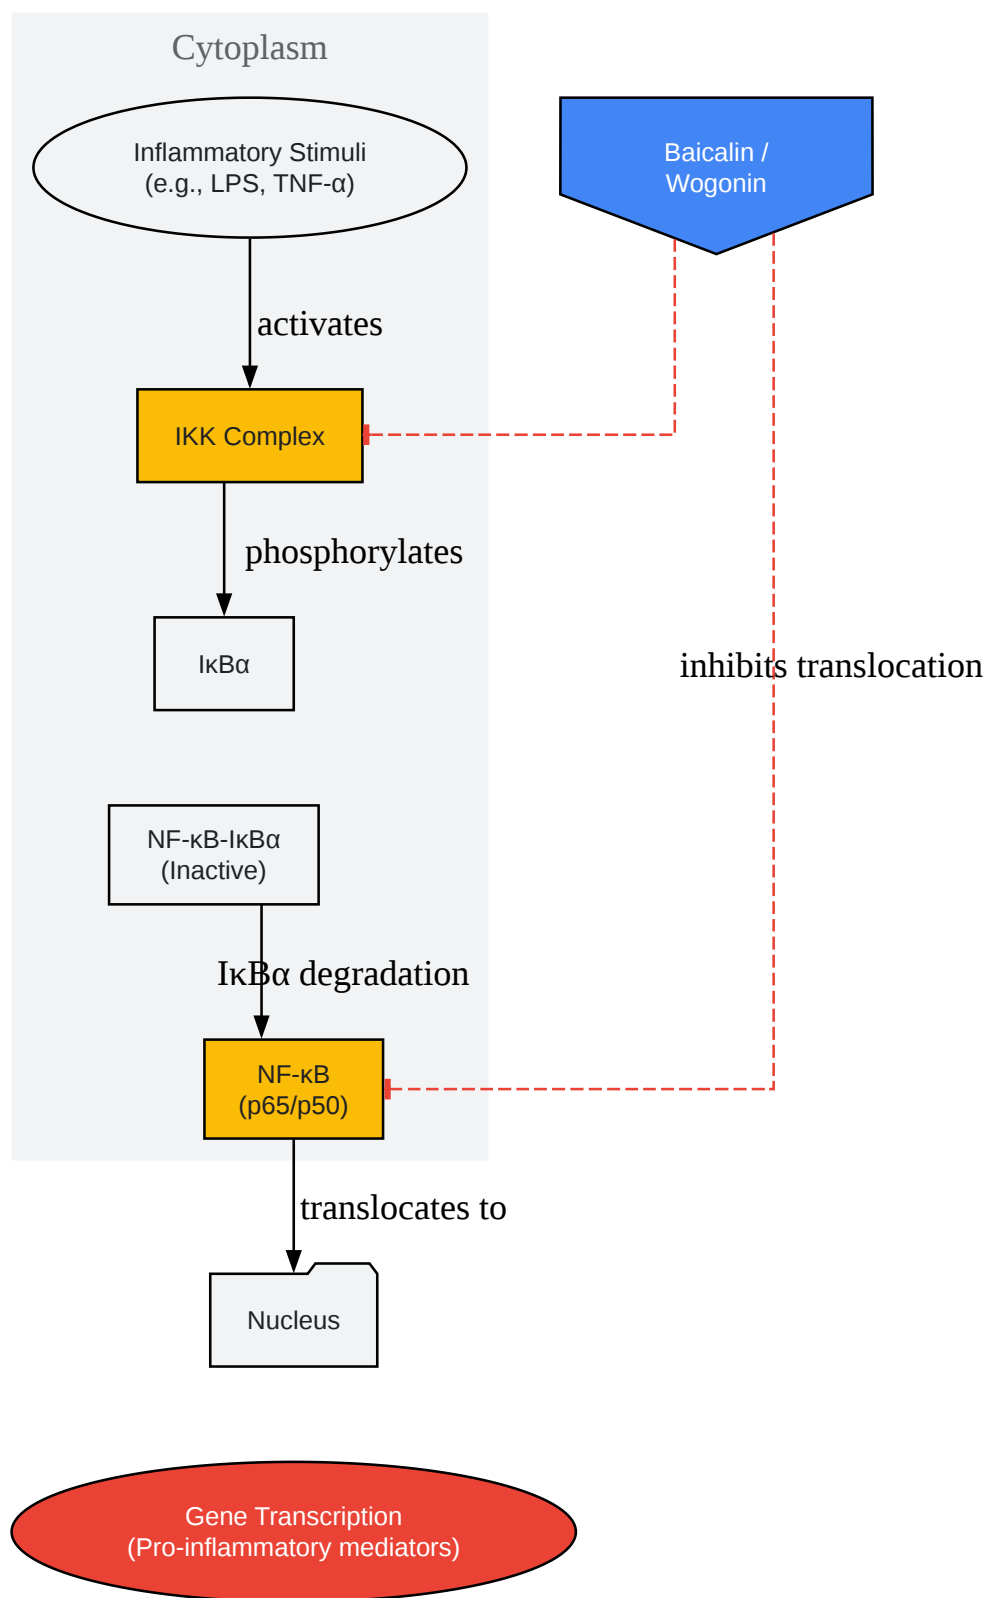 Cytoplasm
Inflammatory Stimuli
(e.g., LPS, TNF-α)
Baicalin /
Wogonin
activates
IKK Complex
phosphorylates
IκBα
inhibits translocation
NF-κB-IκBα
(Inactive)
IκBα degradation
NF-κB
(p65/p50)
translocates to
Nucleus
Gene Transcription
(Pro-inflammatory mediators)